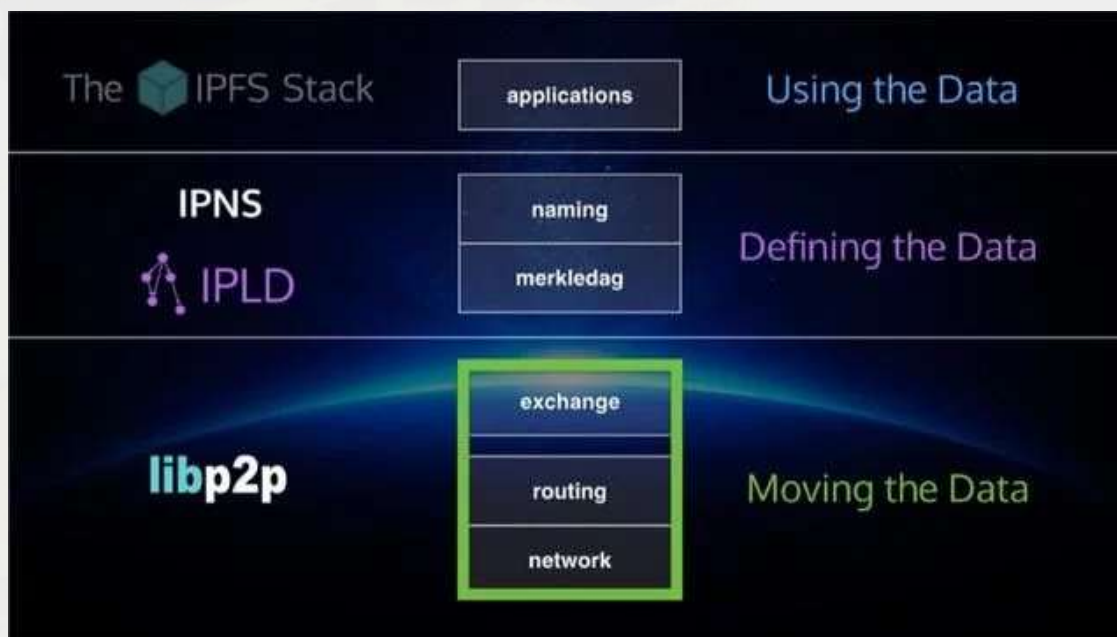 The IPFS Stack
applications
Using the Data
IPNS
naming
IPLD
merkledag
Defining the Data
libp2p
exchange
routing
network
Moving the Data